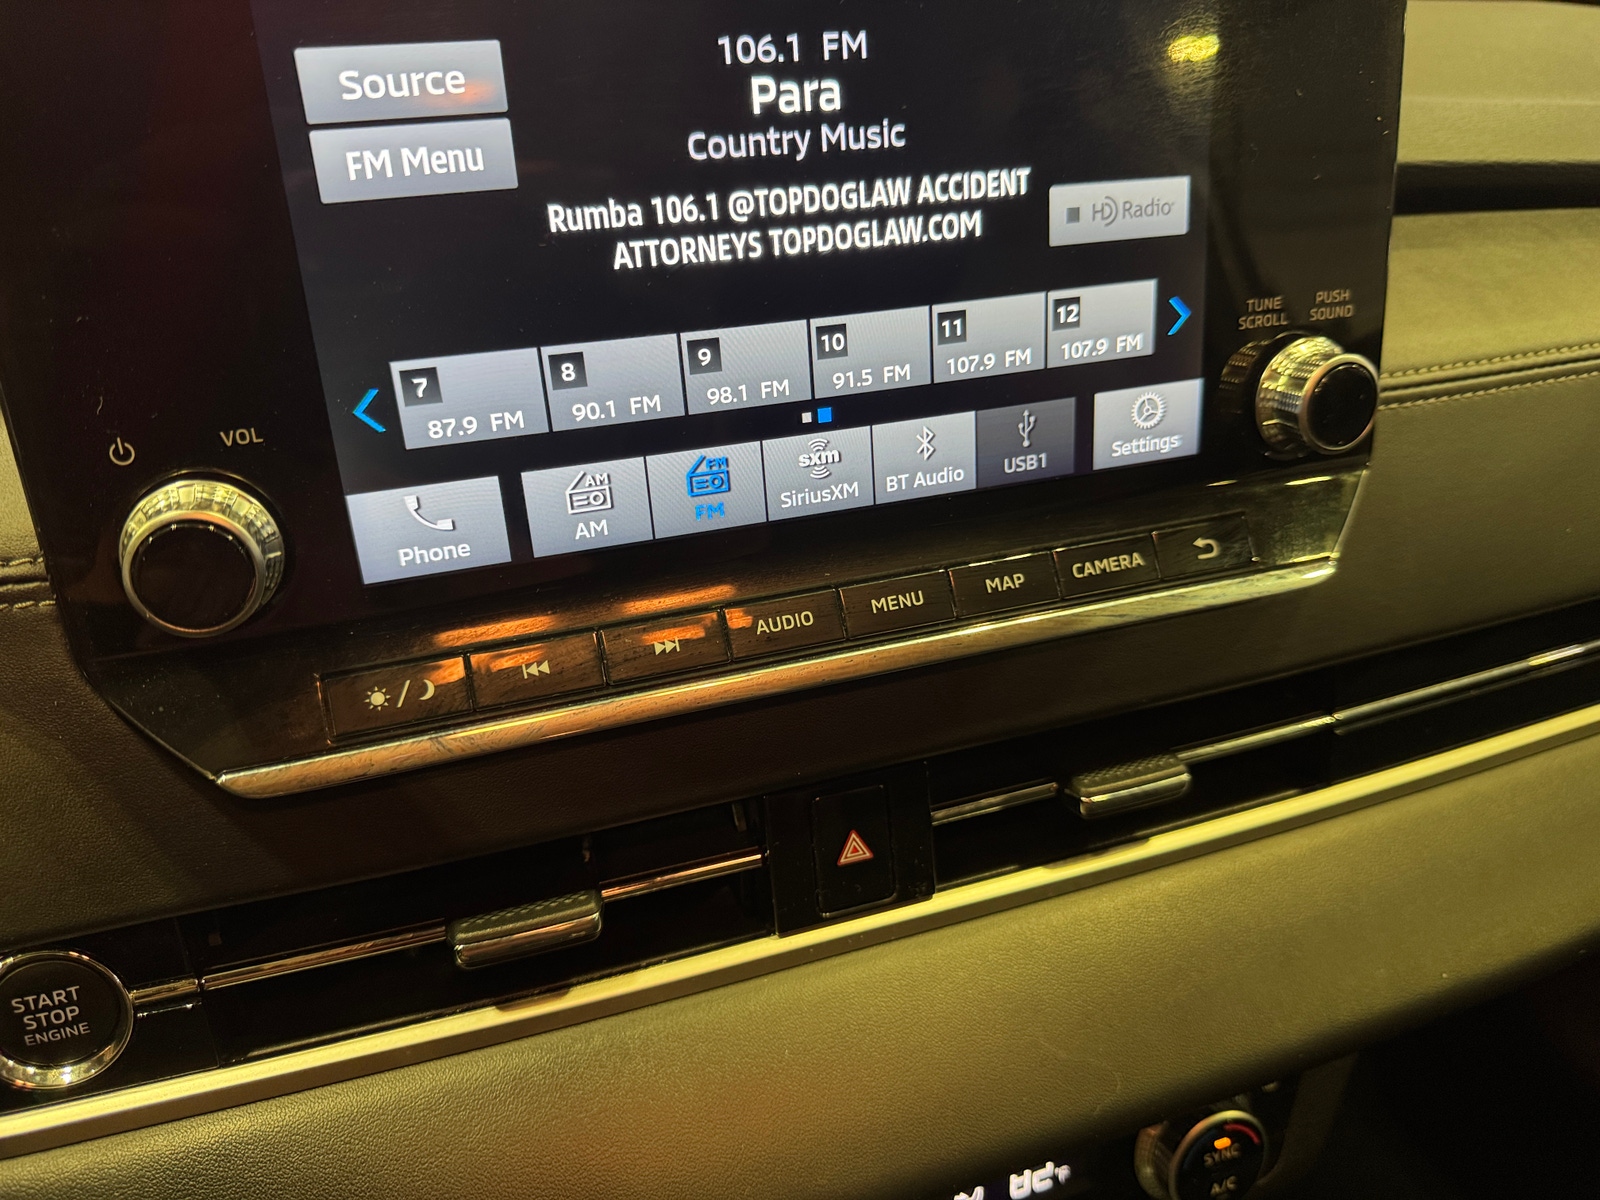 106.1 FM
Para
Country Music
Source
FM Menu
Rumba 106.1 @TOPDOGLAW ACCIDENT
ATTORNEYS TOPDOGLAW.COM
HD Radio
TUNE
SCROLL
PUSH
SOUND
7
87.9 FM
8
90.1 FM
9
98.1 FM
10
91.5 FM
11
107.9 FM
12
107.9 FM
VOL
Phone
AM
AM
FM
FM
sxm
SiriusXM
BT Audio
USB1
Settings
AUDIO
MENU
MAP
CAMERA
START
STOP
ENGINE
SYNC
A/C